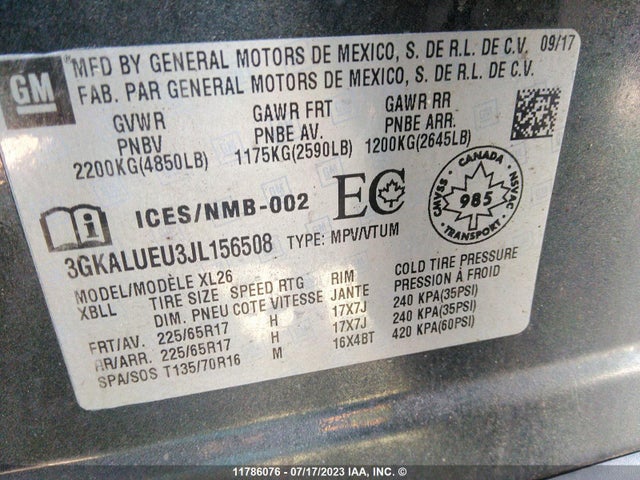 GM
MFD BY GENERAL MOTORS DE MEXICO, S. DE R.L. DE C.V. 09/17
FAB. PAR GENERAL MOTORS DE MEXICO, S. DE R.L. DE C.V.
GVWR GAWR FRT GAWR RR
PNBV PNBE AV. PNBE ARR.
2200KG(4850LB) 1175KG(2590LB) 1200KG(2645LB)
ICES/NMB-002 EC
CANADA
CMVSS 985 NSVAC
TRANSPORT
3GKALUEU3JL156508 TYPE: MPV/VTUM
MODEL/MODÈLE XL26
XBLL TIRE SIZE SPEED RTG RIM COLD TIRE PRESSURE
DIM. PNEU COTE VITESSE JANTE PRESSION À FROID
FRT/AV. 225/65R17 H 17X7J 240 KPA(35PSI)
RR/ARR. 225/65R17 H 17X7J 240 KPA(35PSI)
SPA/SOS T135/70R16 M 16X4BT 420 KPA(60PSI)
11786076 - 07/17/2023 IAA, INC. ©